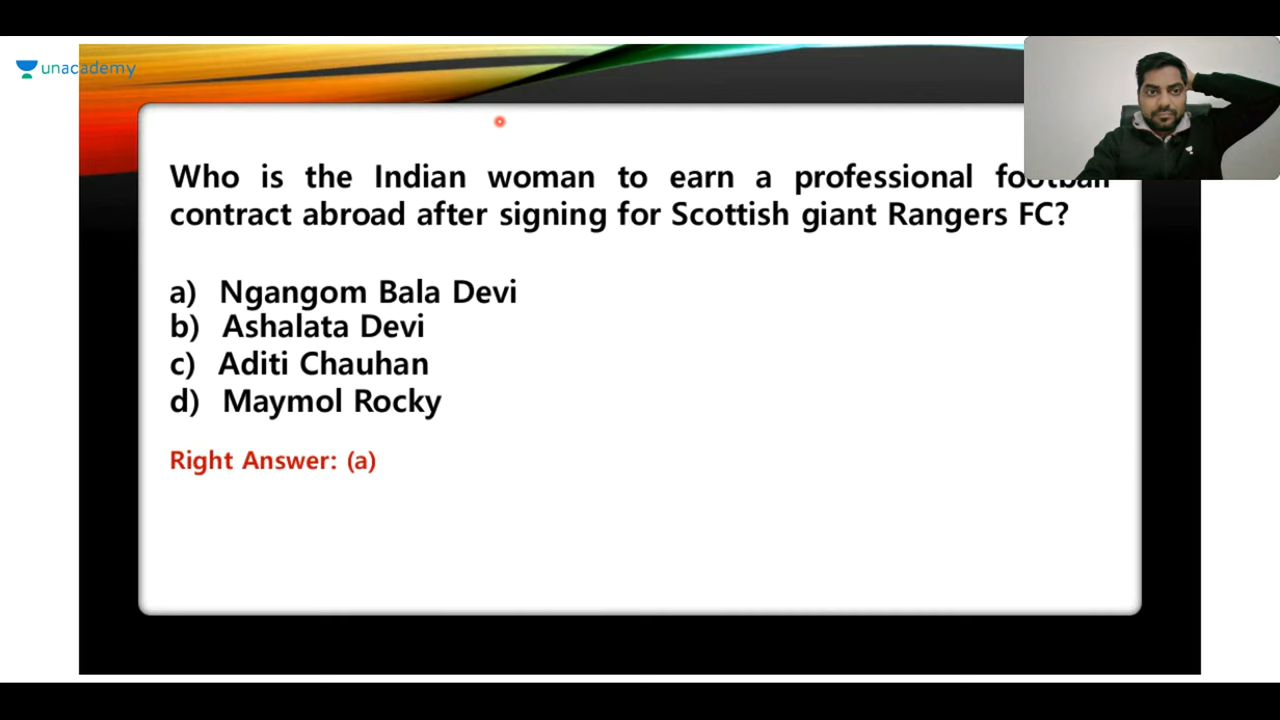 unacademy
Who is the Indian woman to earn a professional football
contract abroad after signing for Scottish giant Rangers FC?
a) Ngangom Bala Devi
b) Ashalata Devi
c) Aditi Chauhan
d) Maymol Rocky
Right Answer: (a)